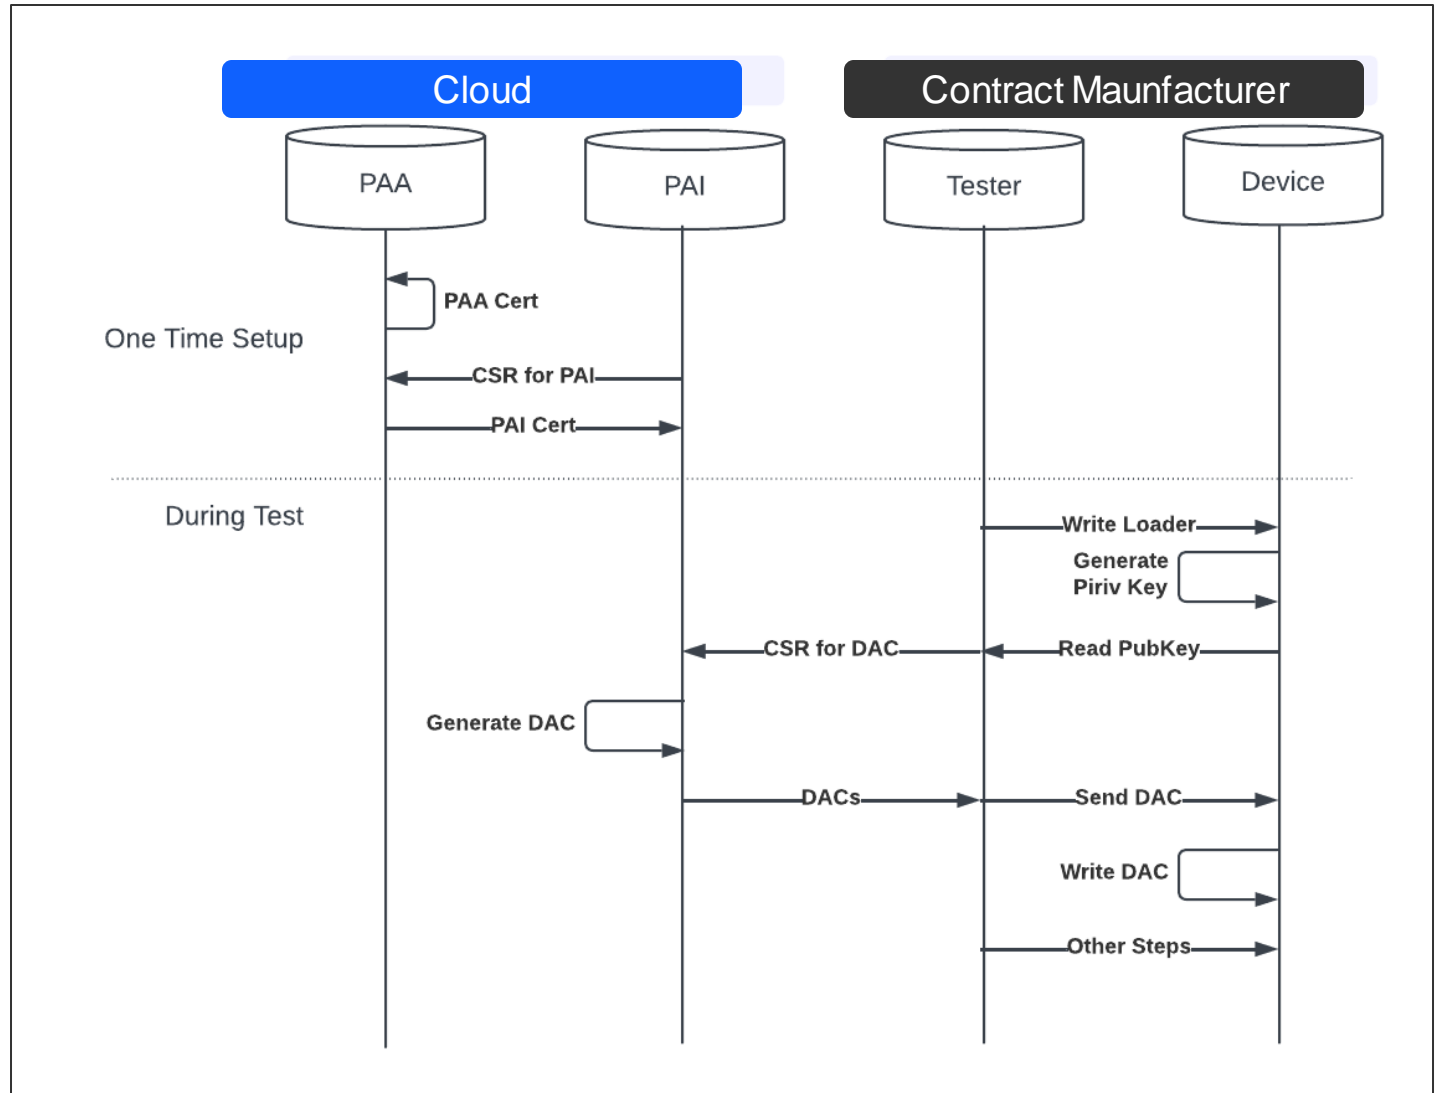 Cloud
Contract Maunfacturer
PAA
PAI
Tester
Device
PAA Cert
One Time Setup
CSR for PAI
PAI Cert
During Test
Write Loader
Generate
Piriv Key
CSR for DAC
Read PubKey
Generate DAC
DACs
Send DAC
Write DAC
Other Steps